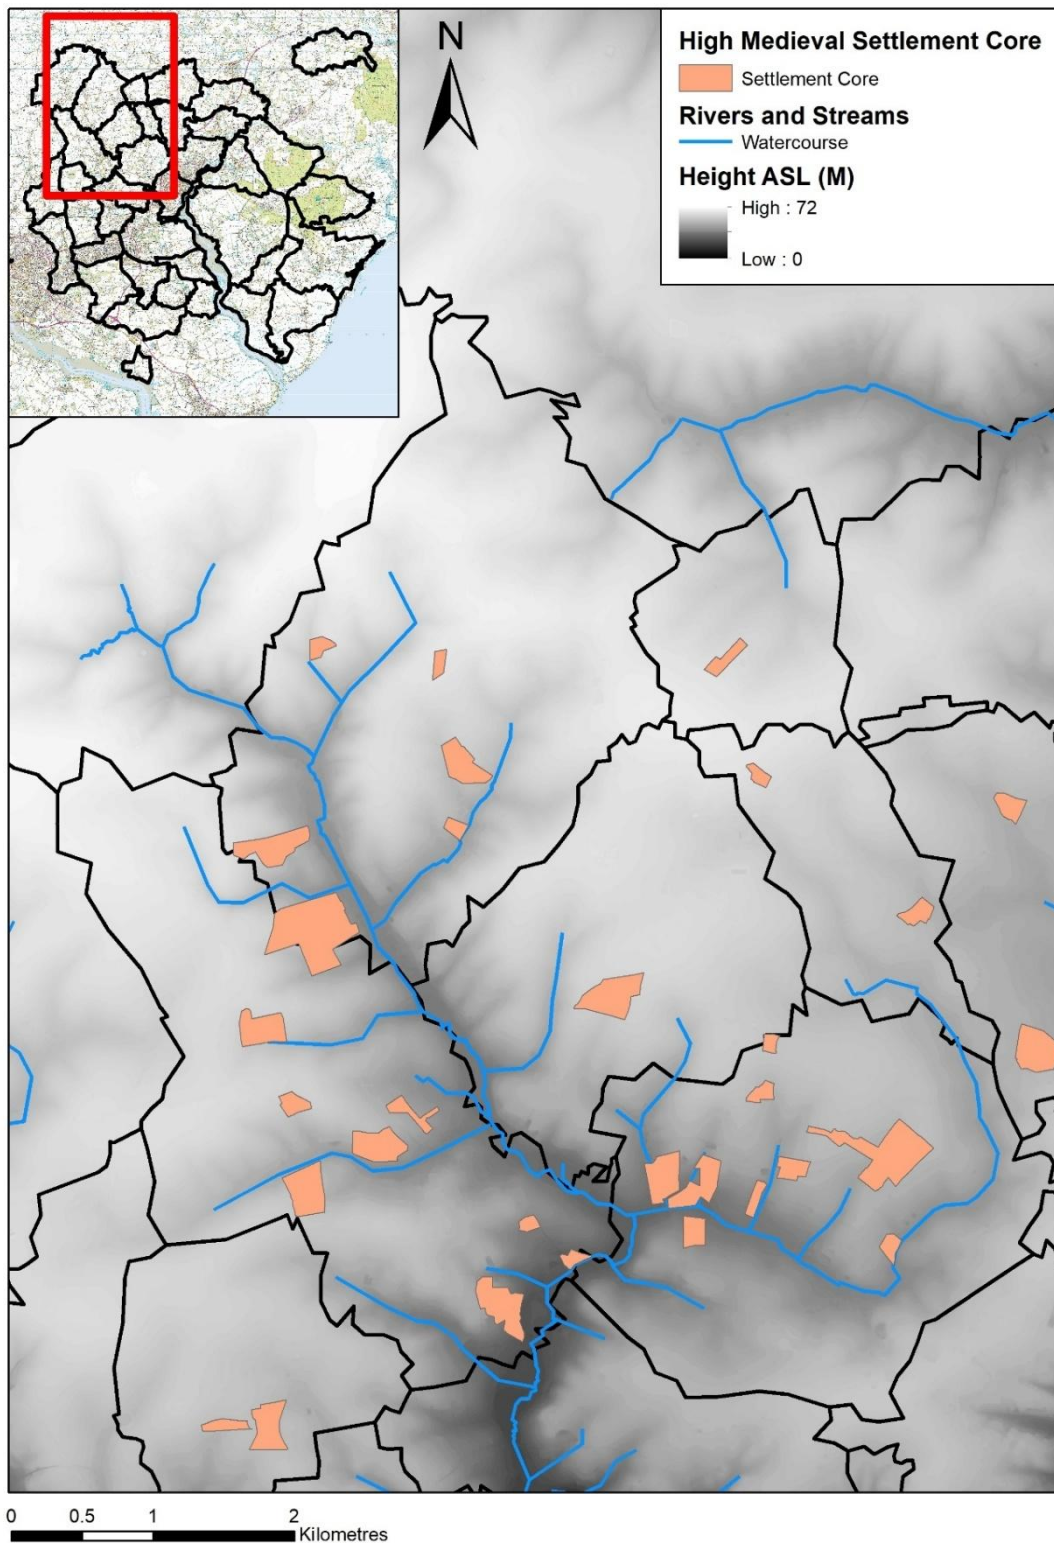 N
High Medieval Settlement Core
Settlement Core
Rivers and Streams
Watercourse
Height ASL (M)
High : 72
Low : 0
0 0.5 1 2
Kilometres